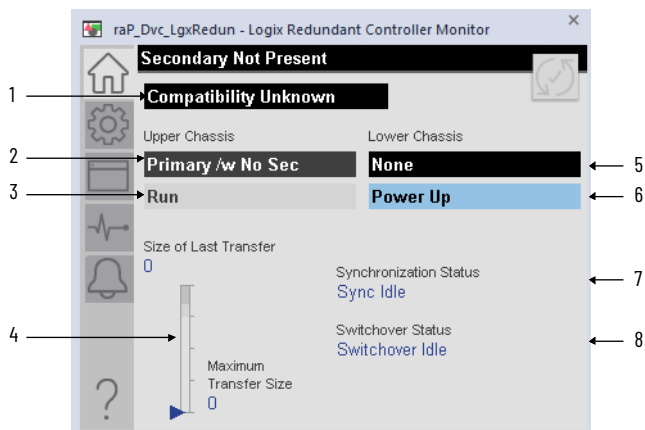 raP_Dvc_LgxRedun - Logix Redundant Controller Monitor ×
Secondary Not Present
1 Compatibility Unknown
Upper Chassis Lower Chassis
2 Primary /w No Sec None 5
3 Run Power Up 6
Size of Last Transfer
0
Synchronization Status 7
Sync Idle
4
Switchover Status 8
Switchover Idle
Maximum
Transfer Size
0
?